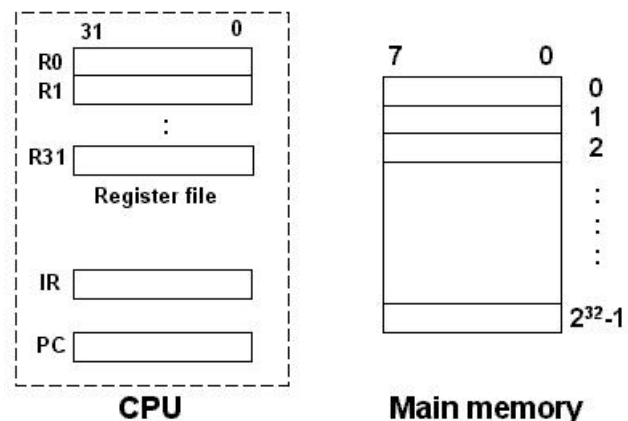 31 0
R0
R1
:
R31
Register file
IR
PC
CPU
7 0
0
1
2
:
:
:
2³²-1
Main memory